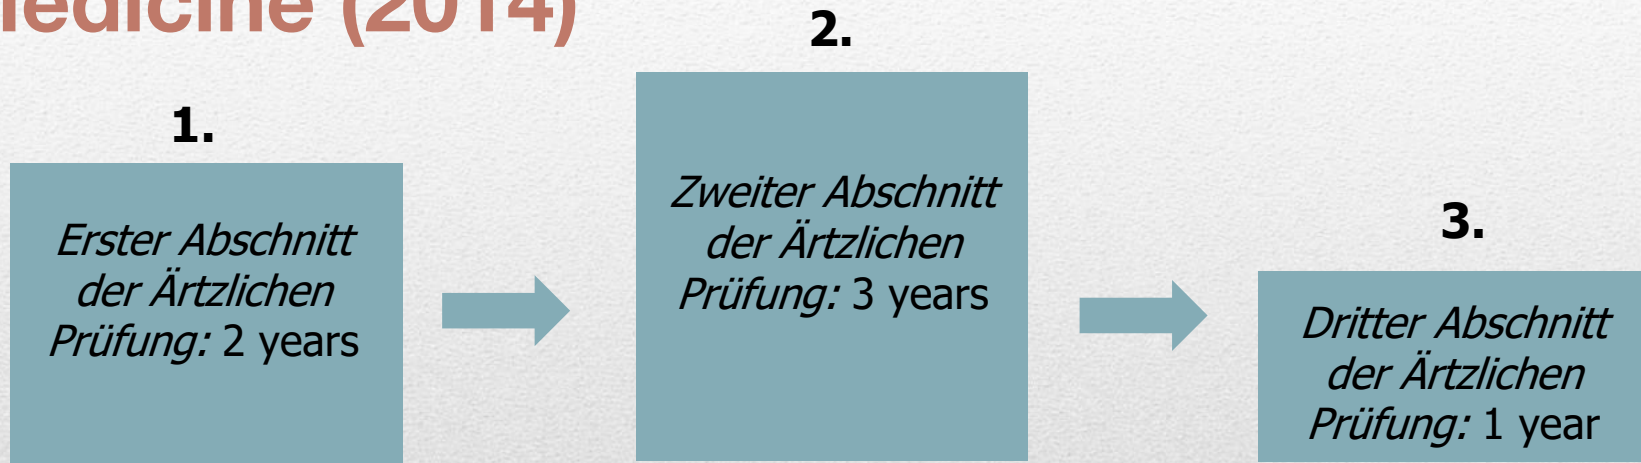 edicine (2014)
1.
Erster Abschnitt
der Ärtzlichen
Prüfung: 2 years
2.
Zweiter Abschnitt
der Ärtzlichen
Prüfung: 3 years
3.
Dritter Abschnitt
der Ärtzlichen
Prüfung: 1 year